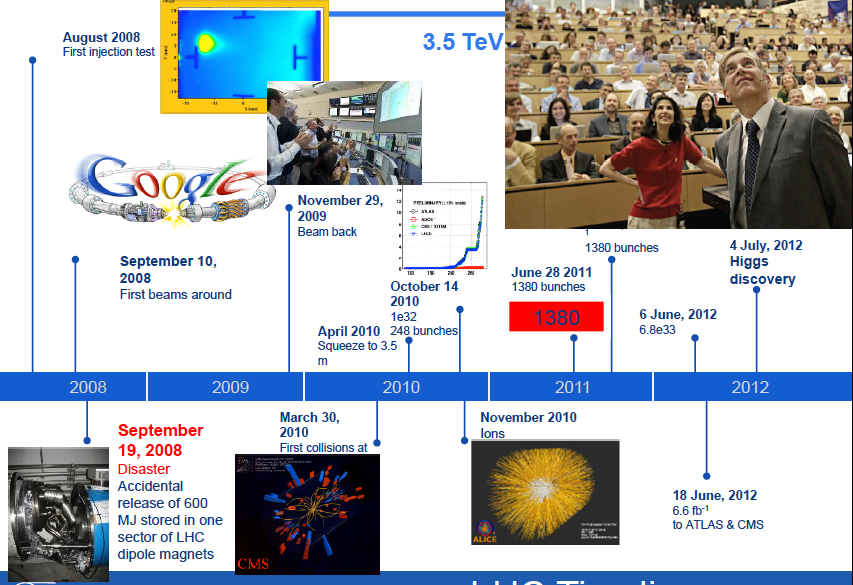 August 2008
First injection test
3.5 TeV
Google
PRELIMINARY (±10% scale)
ATLAS
ALICE
CMS / TOTEM
LHCb
November 29,
2009
Beam back
September 10,
2008
First beams around
October 14
2010
1e32
248 bunches
April 2010
Squeeze to 3.5
m
1380 bunches
June 28 2011
1380 bunches
1380
4 July, 2012
Higgs
discovery
6 June, 2012
6.8e33
2008
2009
2010
2011
2012
September
19, 2008
Disaster
Accidental
release of 600
MJ stored in one
sector of LHC
dipole magnets
March 30,
2010
First collisions at
CMS
November 2010
Ions
ALICE
18 June, 2012
6.6 fb⁻¹
to ATLAS & CMS